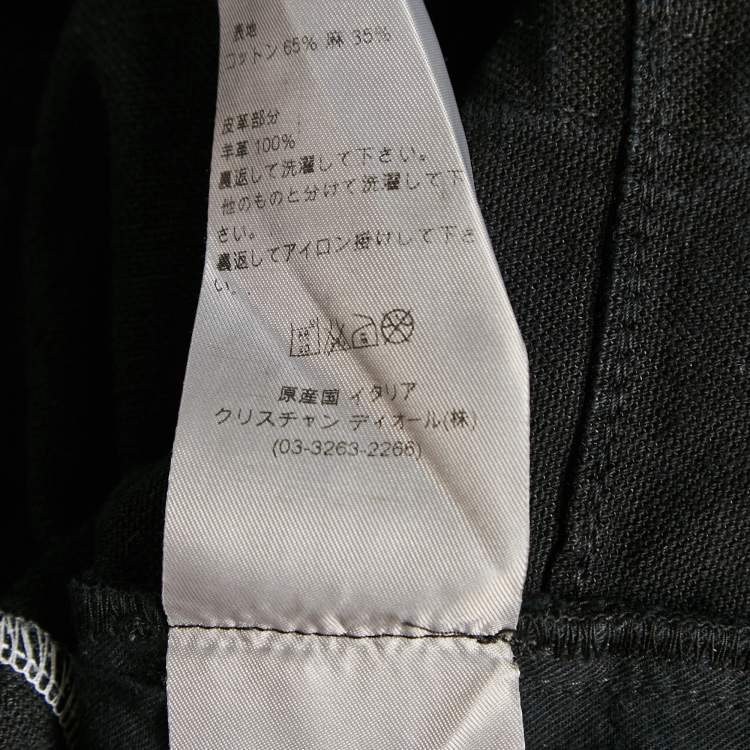 表地
コットン 65% 麻 35%
皮革部分
羊革 100%
裏返して洗濯して下さい。
他のものと分けて洗濯して下
さい。
裏返してアイロン掛けして下さ
い。
原産国 イタリア
クリスチャン ディオール(株)
(03-3263-2266)